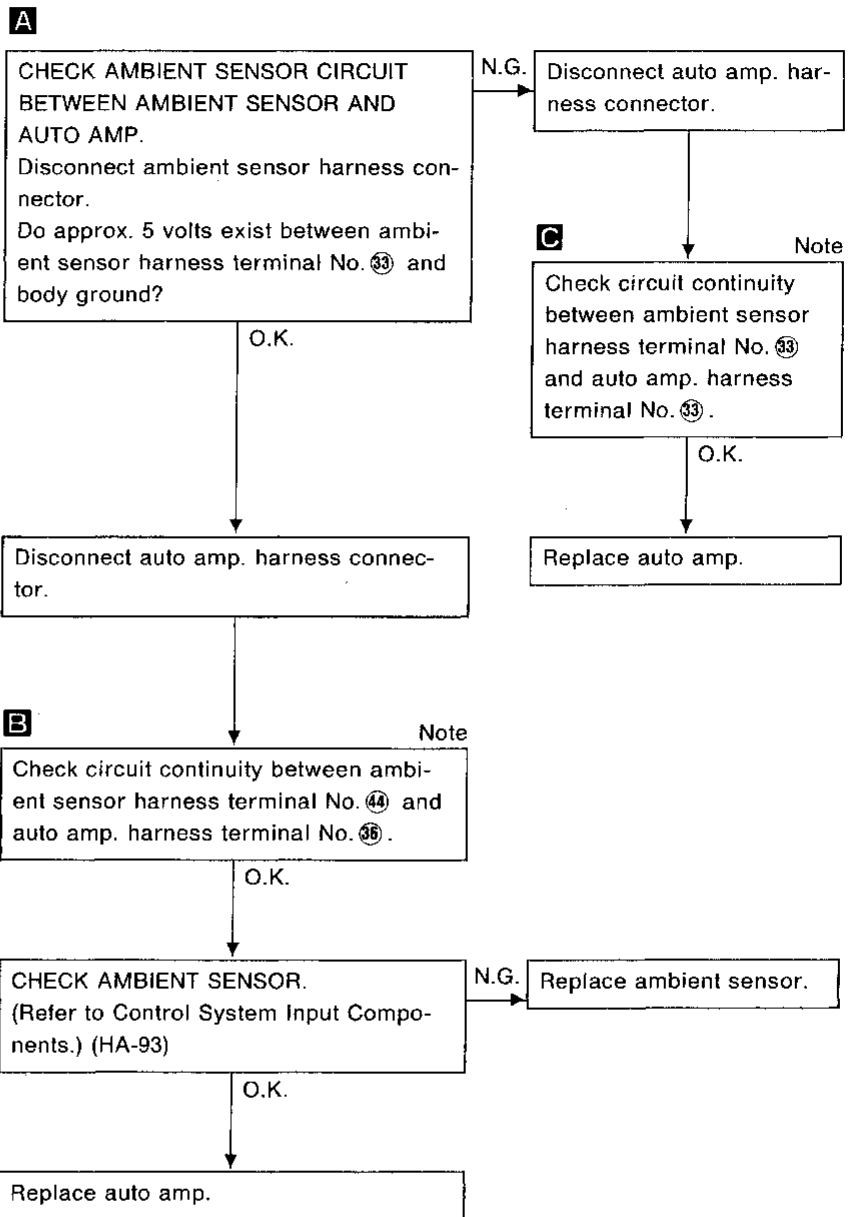 A
CHECK AMBIENT SENSOR CIRCUIT
BETWEEN AMBIENT SENSOR AND
AUTO AMP.
Disconnect ambient sensor harness con-
nector.
Do approx. 5 volts exist between ambi-
ent sensor harness terminal No. ㉝ and
body ground?
N.G.
Disconnect auto amp. har-
ness connector.
O.K.
C
Note
Check circuit continuity
between ambient sensor
harness terminal No. ㉝
and auto amp. harness
terminal No. ㉝ .
O.K.
Replace auto amp.
Disconnect auto amp. harness connec-
tor.
B
Note
Check circuit continuity between ambi-
ent sensor harness terminal No. ㊹ and
auto amp. harness terminal No. ㊱ .
O.K.
CHECK AMBIENT SENSOR.
(Refer to Control System Input Compo-
nents.) (HA-93)
N.G.
Replace ambient sensor.
O.K.
Replace auto amp.